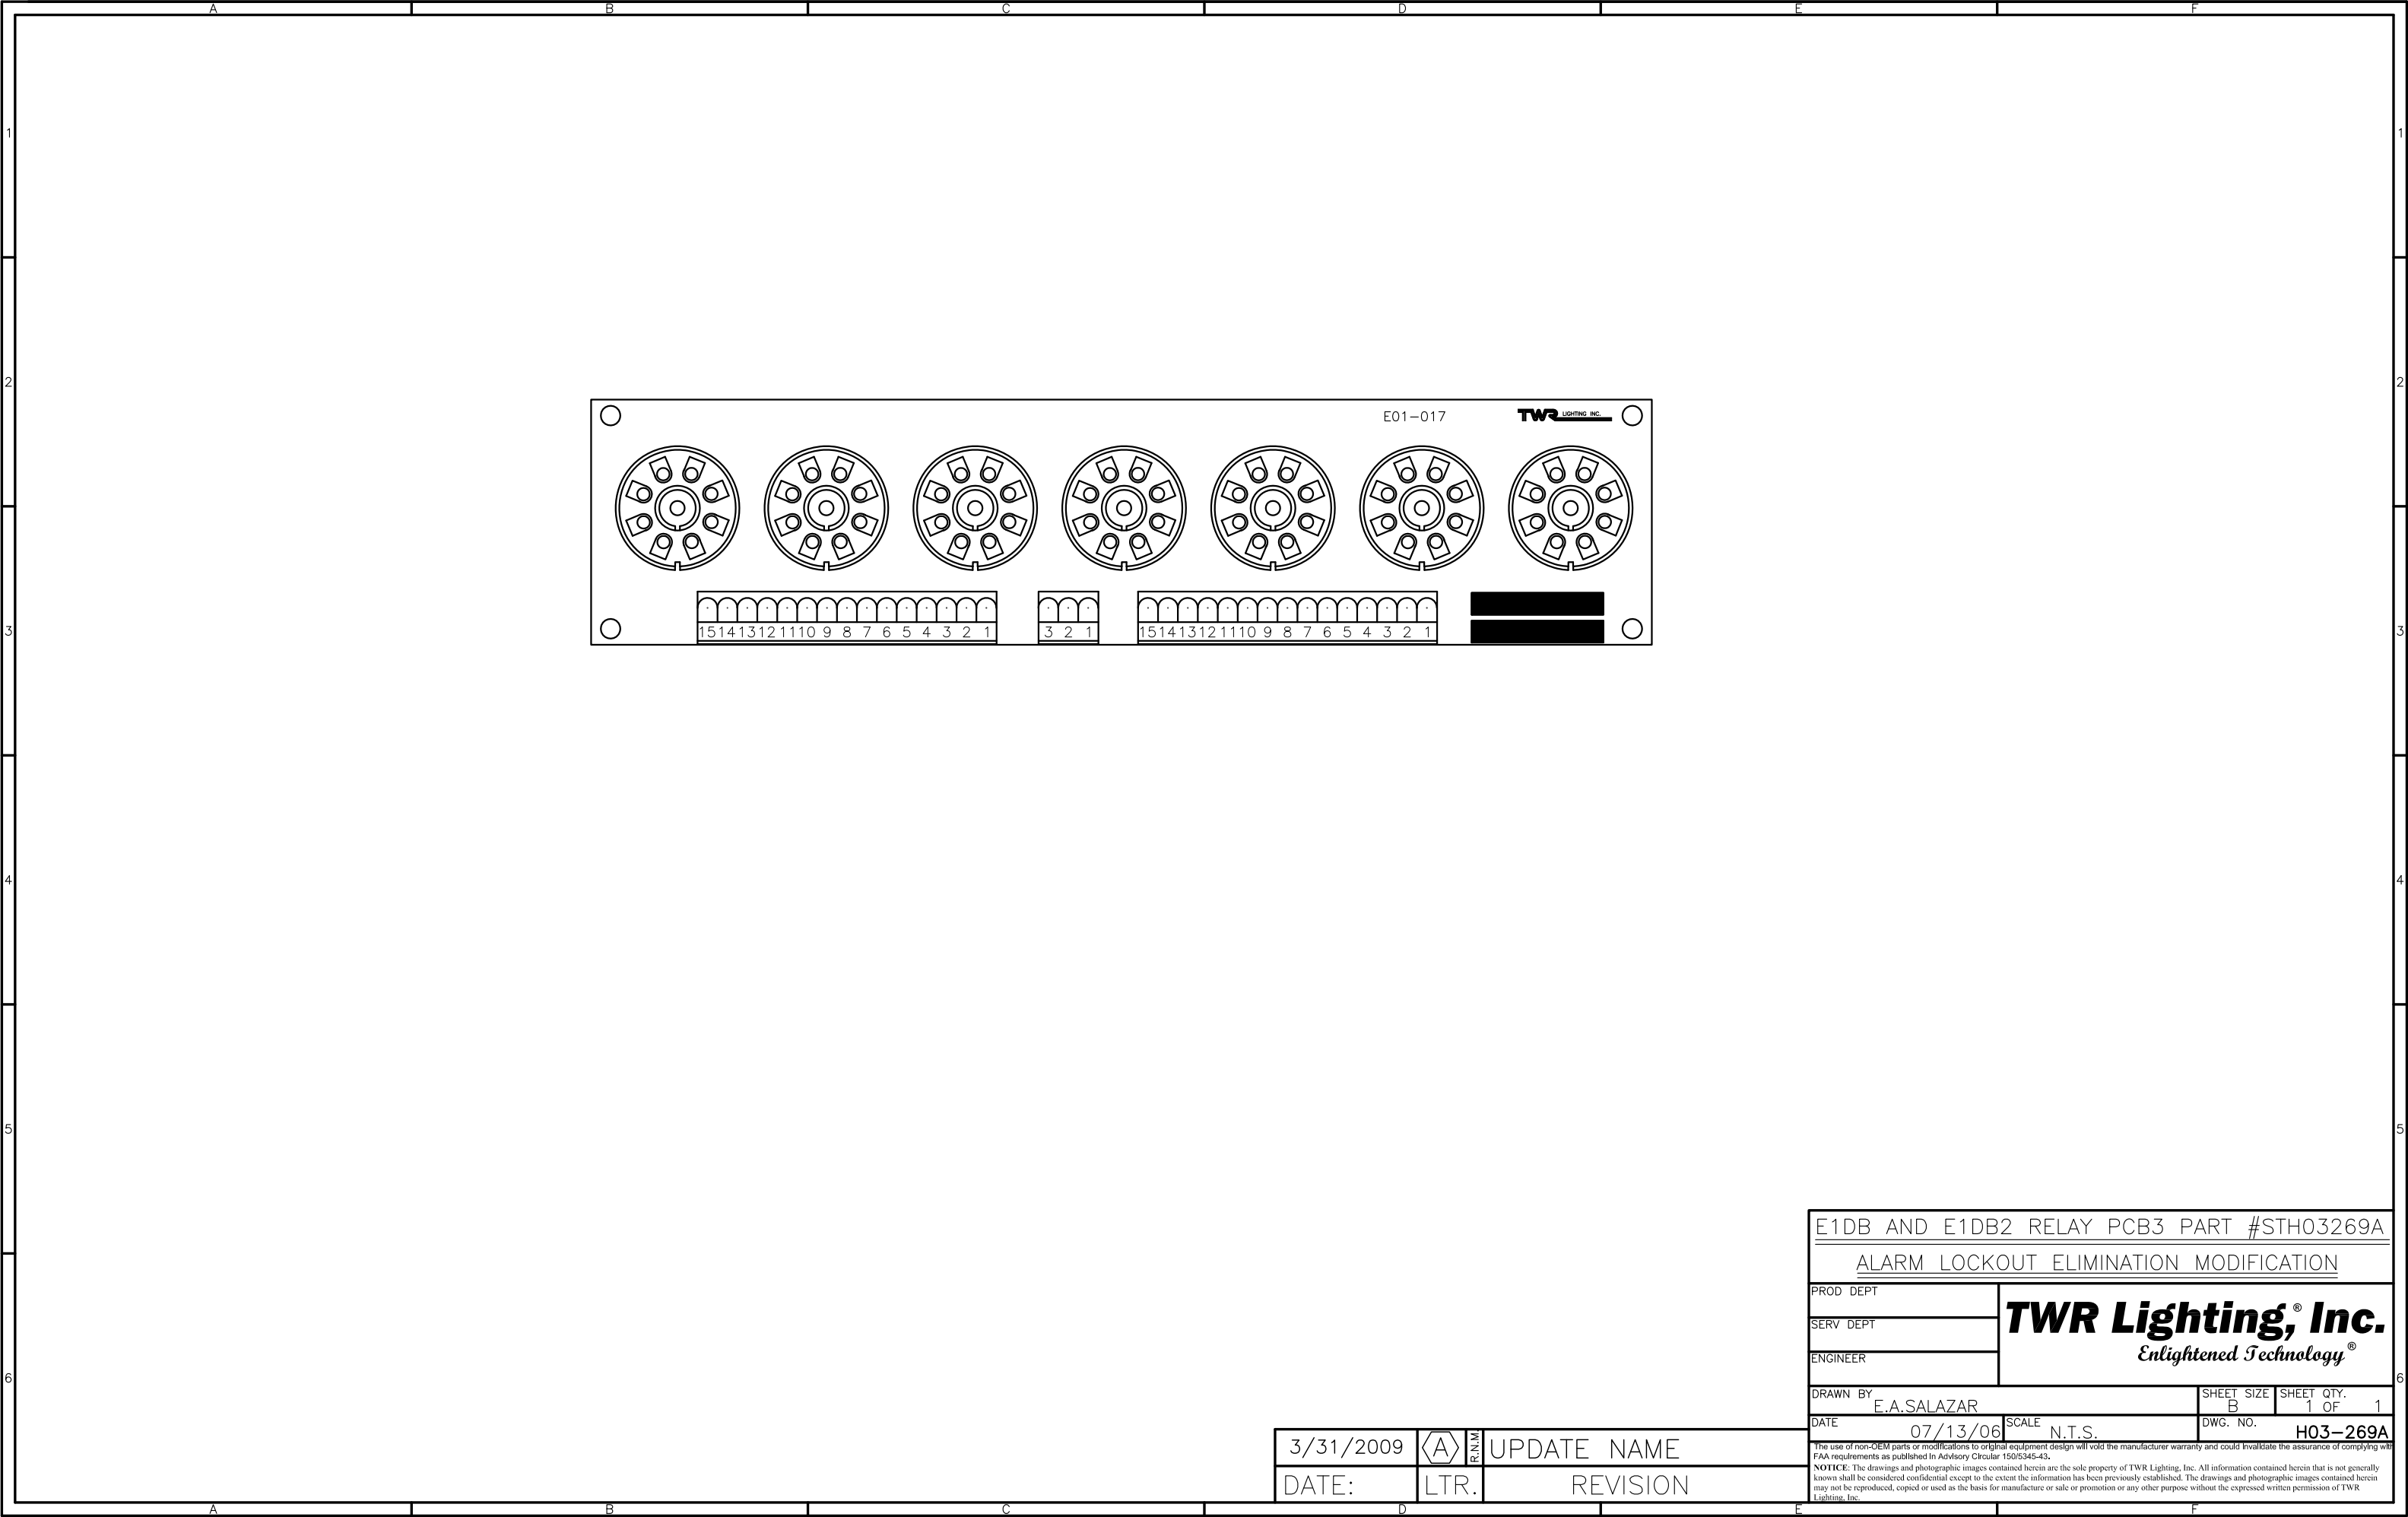 A B C D E F
1 1
2 2
E01-017 TWR LIGHTING INC.
15 14 13 12 11 10 9 8 7 6 5 4 3 2 1 3 2 1 15 14 13 12 11 10 9 8 7 6 5 4 3 2 1
3 3
4 4
5 5
E1DB AND E1DB2 RELAY PCB3 PART #STH03269A
ALARM LOCKOUT ELIMINATION MODIFICATION
PROD DEPT
SERV DEPT
ENGINEER
TWR Lighting,® Inc.
Enlightened Technology®
6 6
DRAWN BY E.A.SALAZAR
SHEET SIZE B
SHEET QTY. 1 OF 1
DATE 07/13/06
SCALE N.T.S.
DWG. NO. H03-269A
3/31/2009 A R.N.M. UPDATE NAME
DATE: LTR. REVISION
The use of non-OEM parts or modifications to original equipment design will void the manufacturer warranty and could invalidate the assurance of complying with
FAA requirements as published in Advisory Circular 150/5345-43.
NOTICE: The drawings and photographic images contained herein are the sole property of TWR Lighting, Inc. All information contained herein that is not generally
known shall be considered confidential except to the extent the information has been previously established. The drawings and photographic images contained herein
may not be reproduced, copied or used as the basis for manufacture or sale or promotion or any other purpose without the expressed written permission of TWR
Lighting, Inc.
A B C D E F